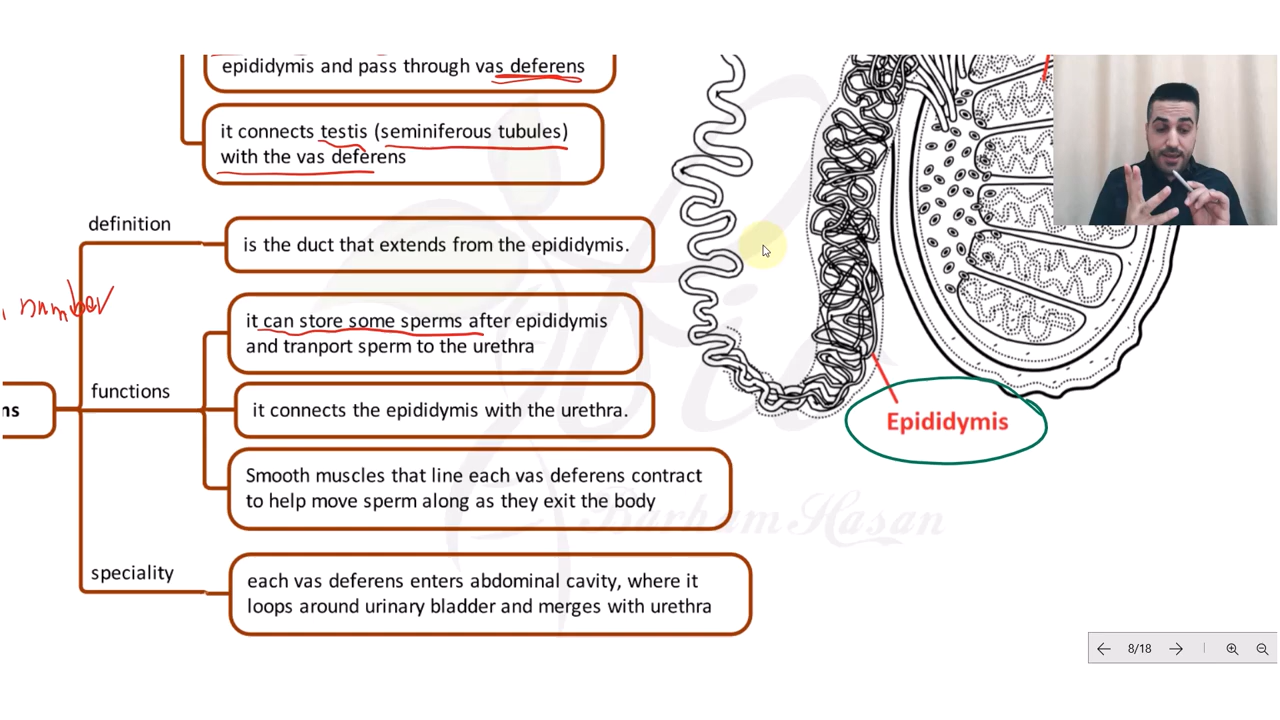 epididymis and pass through vas deferens
it connects testis (seminiferous tubules)
with the vas deferens
definition
is the duct that extends from the epididymis.
number
it can store some sperms after epididymis
and tranport sperm to the urethra
functions
ns
it connects the epididymis with the urethra.
Epididymis
Smooth muscles that line each vas deferens contract
to help move sperm along as they exit the body
Barham Hasan
speciality
each vas deferens enters abdominal cavity, where it
loops around urinary bladder and merges with urethra
8/18